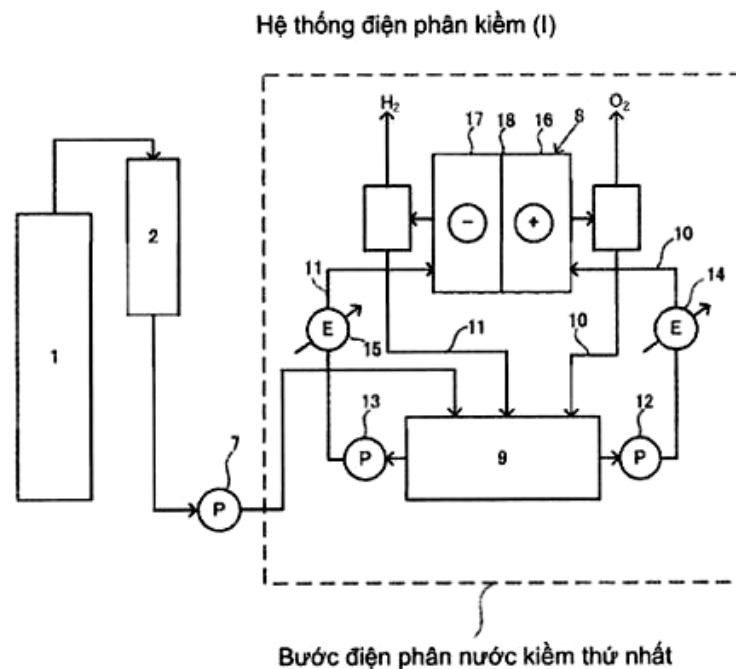 Hệ thống điện phân kiềm (I)
H₂
O₂
17 18 16 8
2
− +
10
11
14
1
E
E
15
11
10
13
12
7
P
9
P
P
Bước điện phân nước kiềm thứ nhất